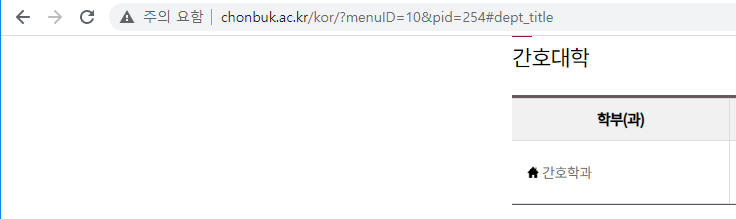 주의 요함 | chonbuk.ac.kr/kor/?menuID=10&pid=254#dept_title
간호대학
학부(과)
간호학과